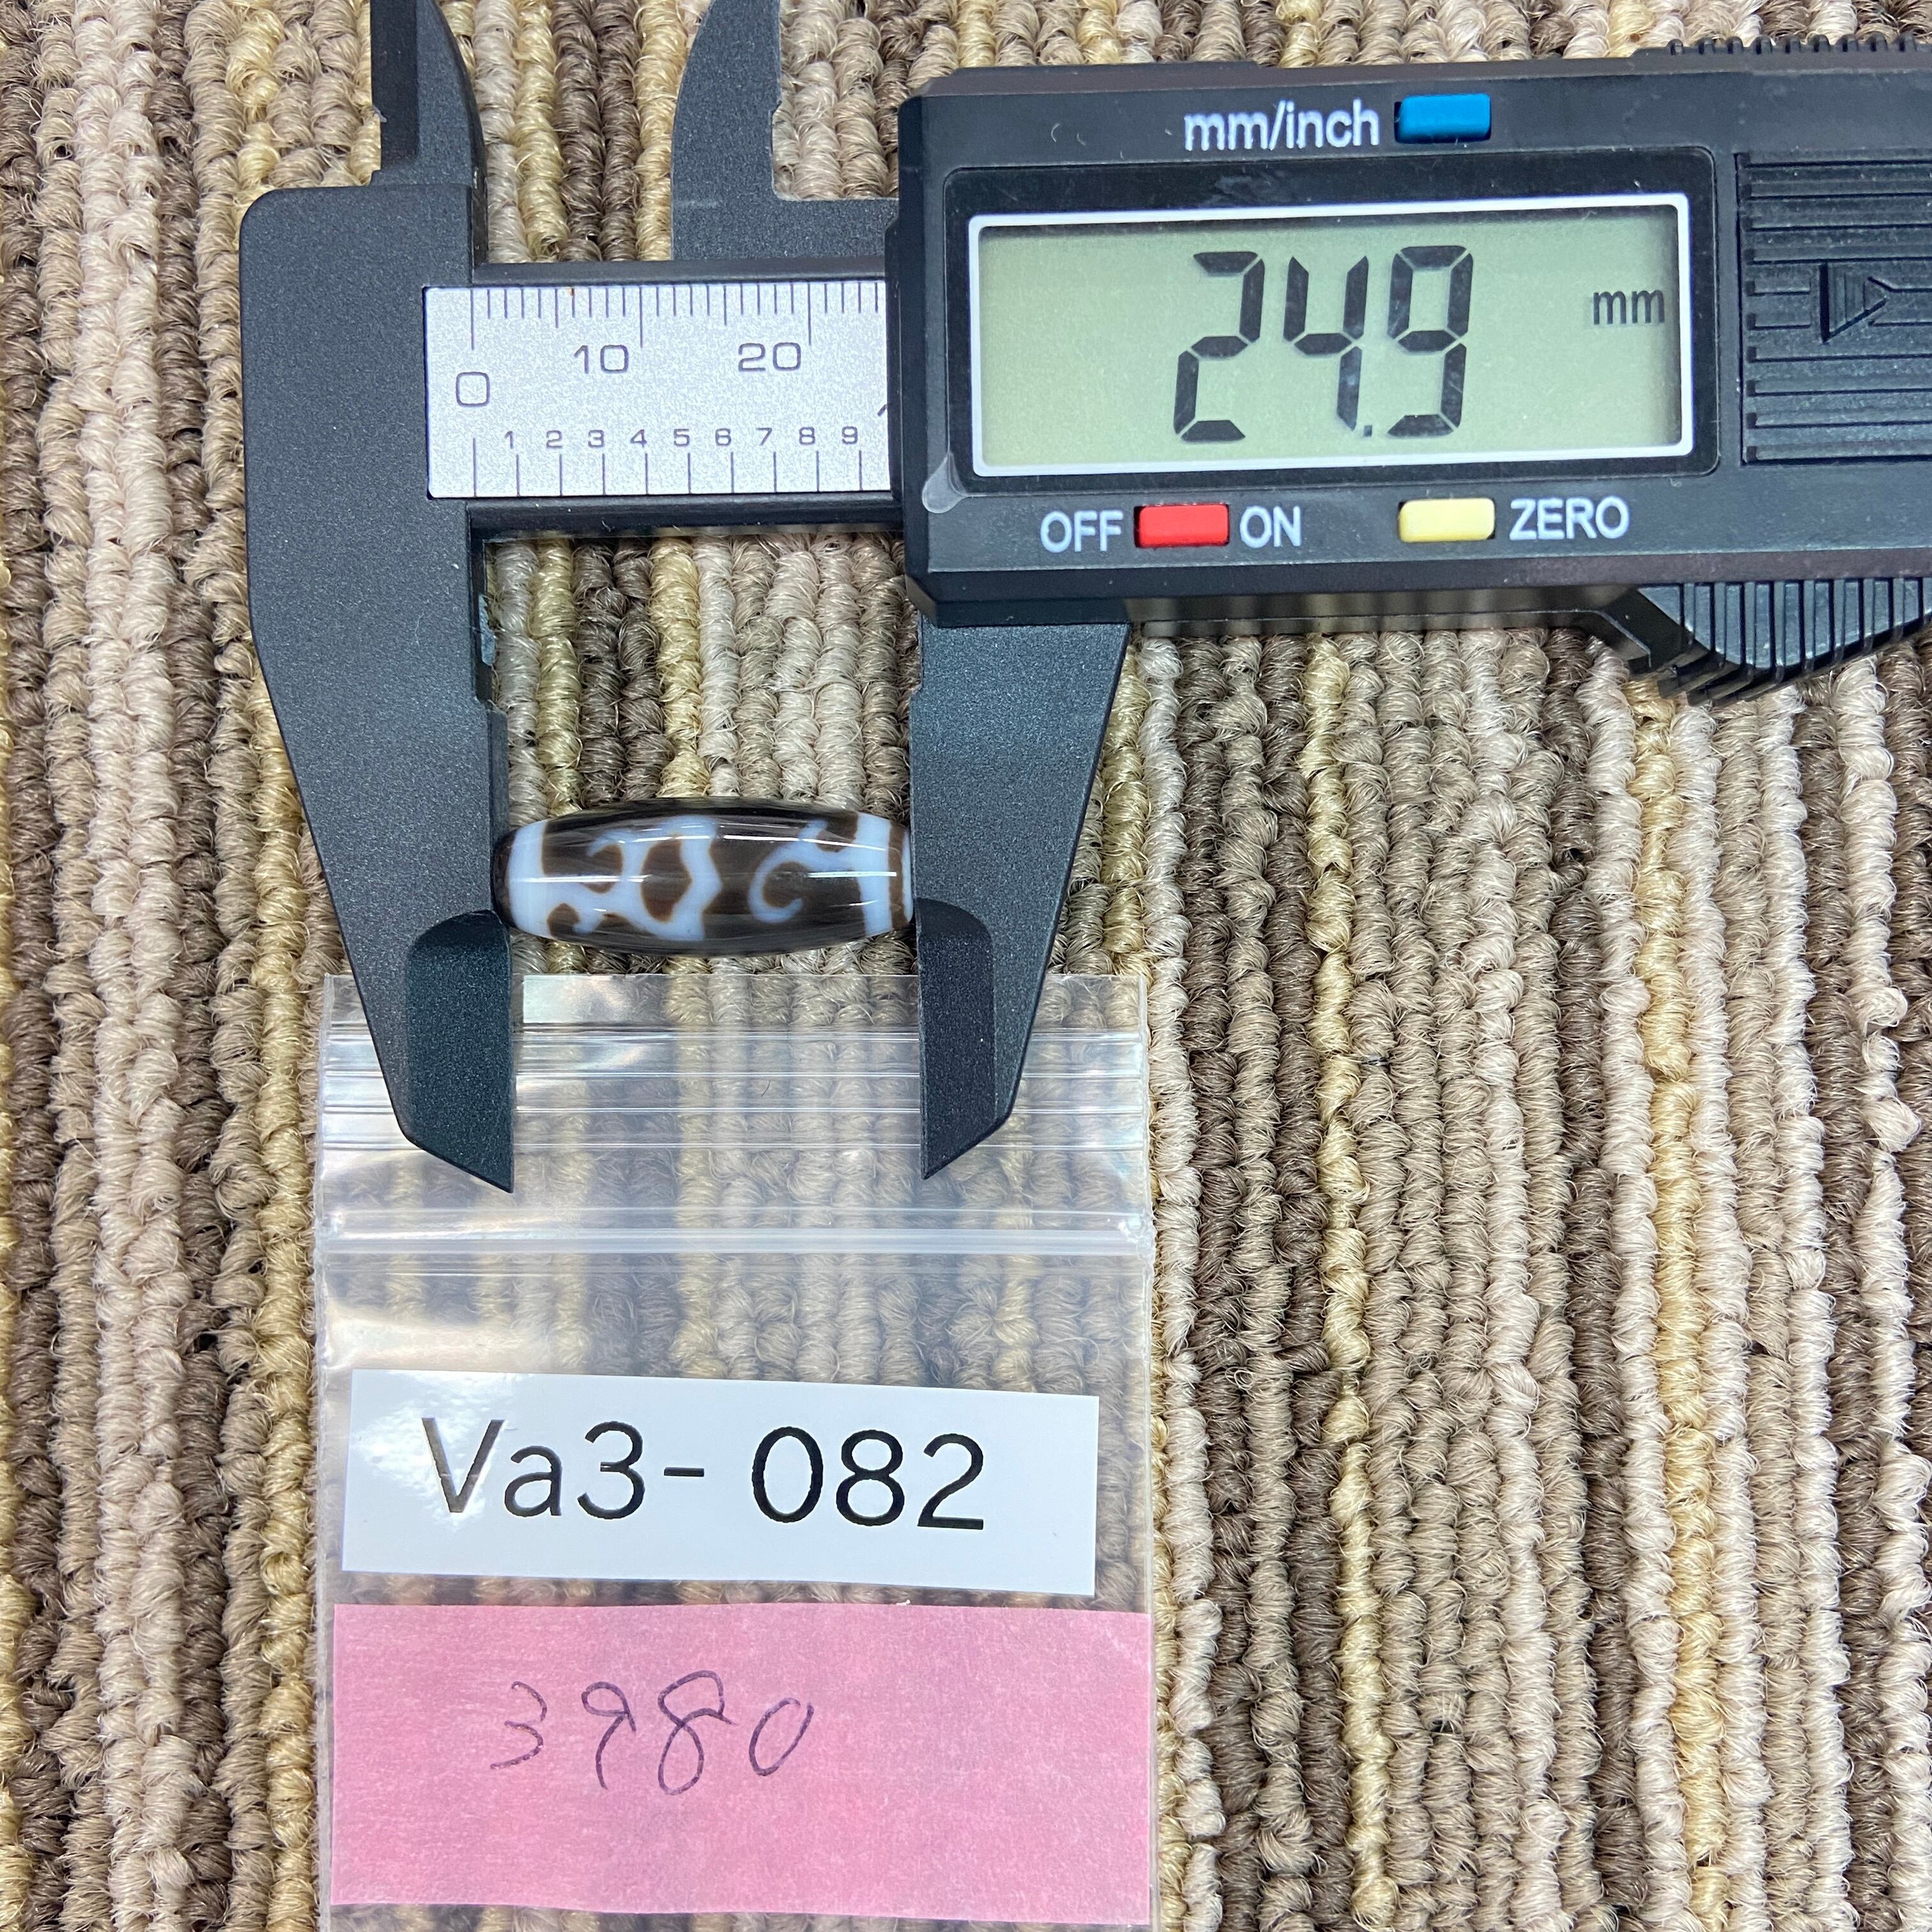 mm/inch
24.9 mm
0 10 20
1 2 3 4 5 6 7 8 9
OFF ON ZERO
Va3- 082
3980